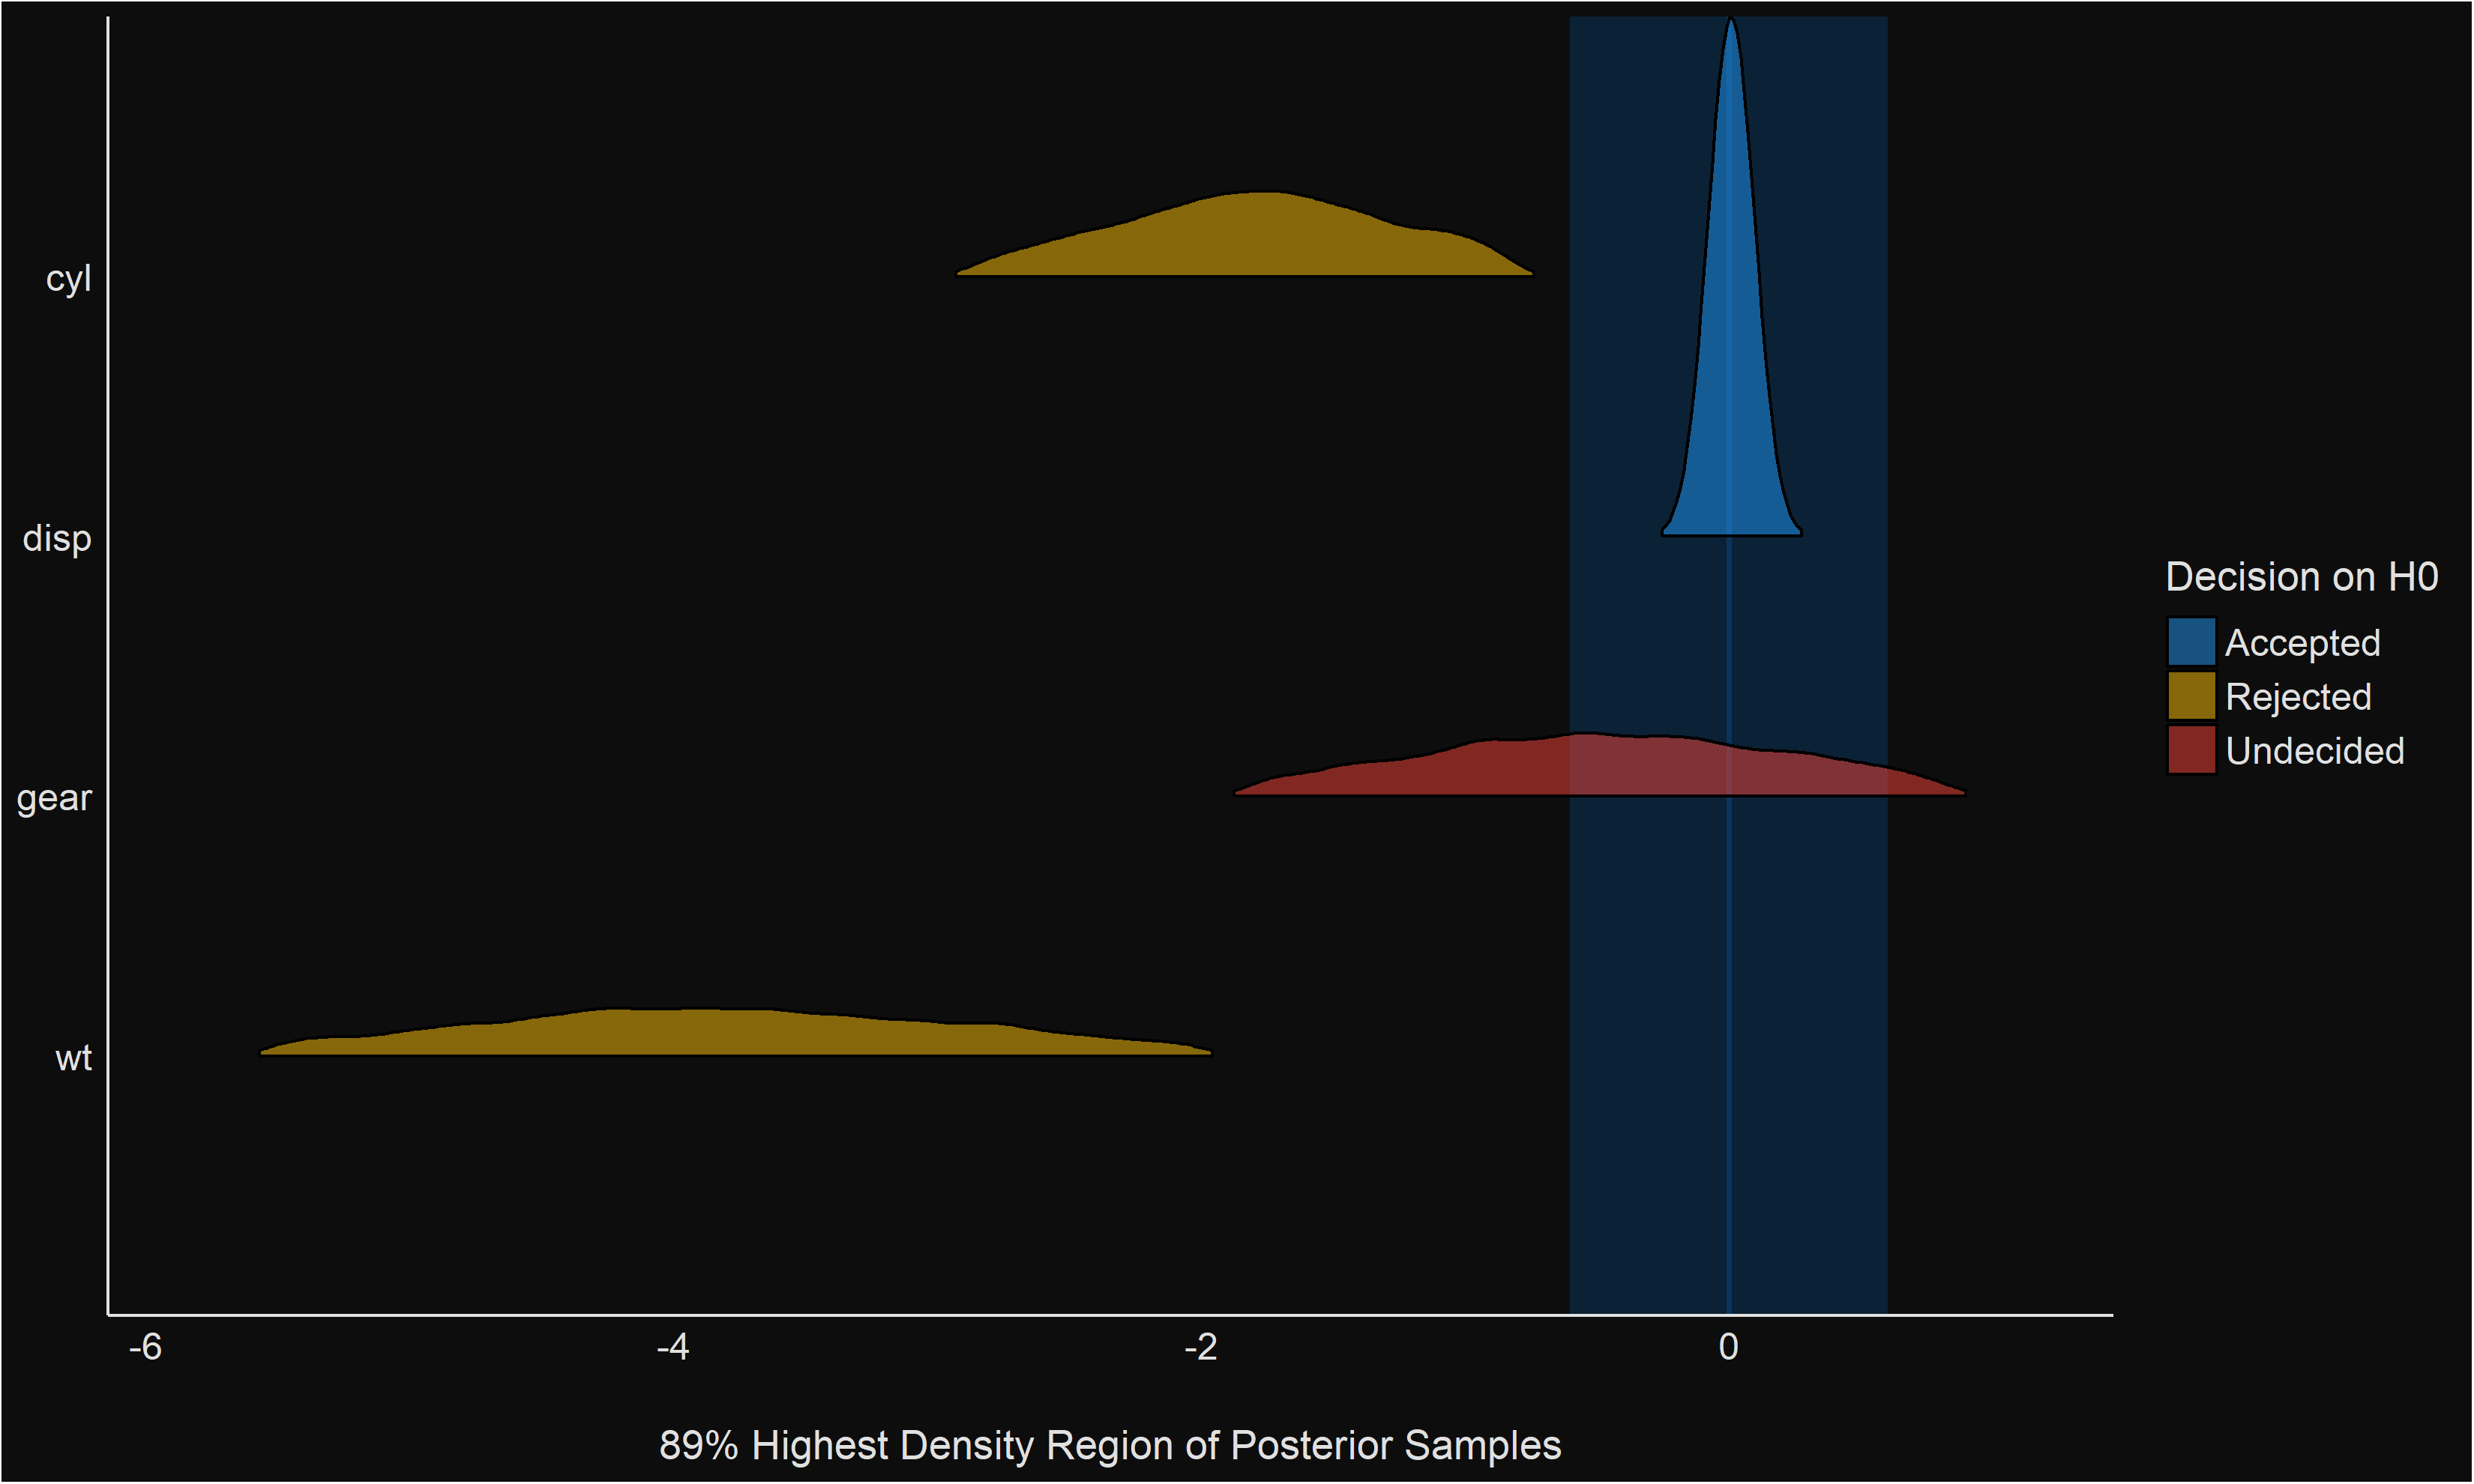 cyl
disp
gear
wt
-6 -4 -2 0
89% Highest Density Region of Posterior Samples
Decision on H0
Accepted
Rejected
Undecided